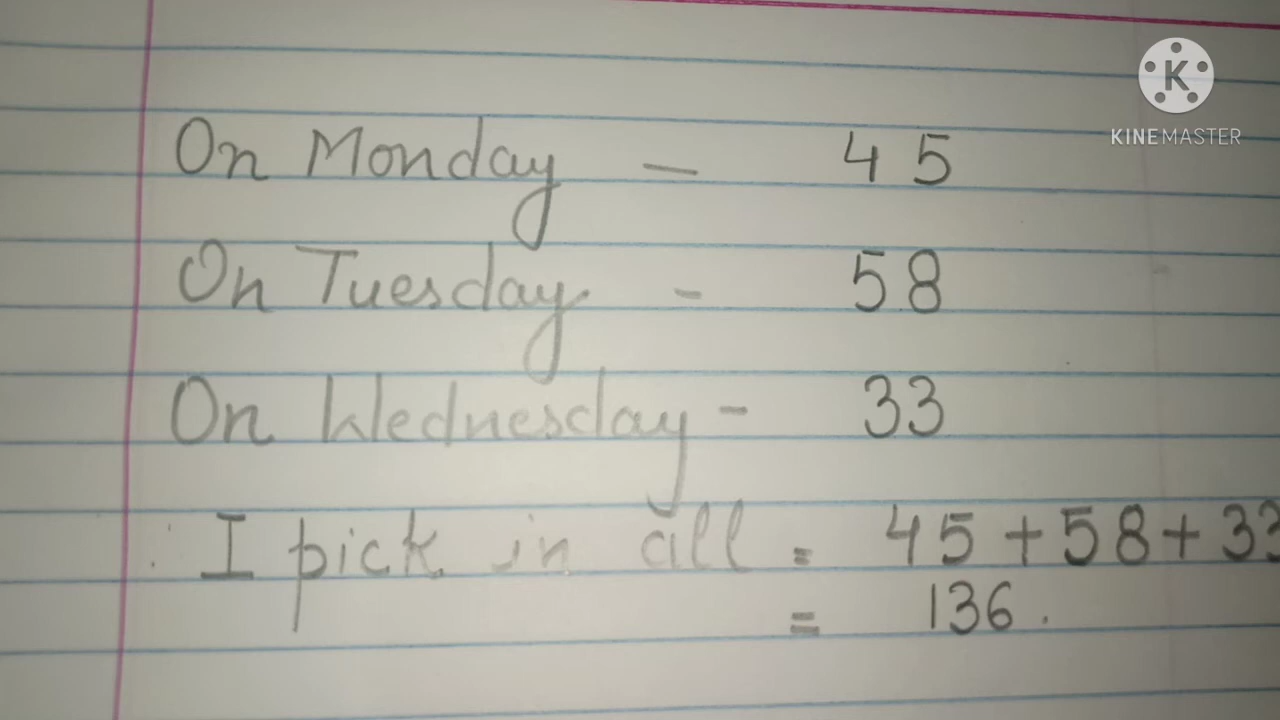 On Monday — 45
KINEMASTER
On Tuesday - 58
On Wednesday - 33
I pick in all = 45+58+33
= 136.